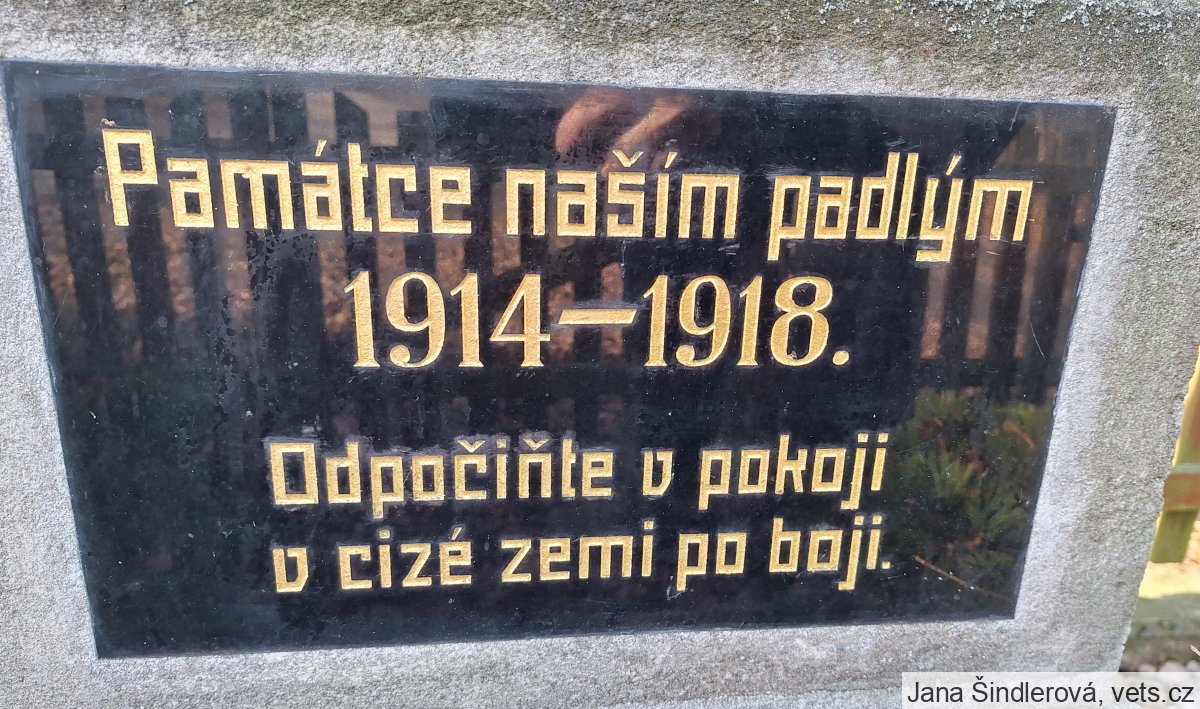 Památce naším padlým
1914–1918.
Odpočiňte v pokoji
v cizé zemi po boji.
Jana Šindlerová, vets.cz